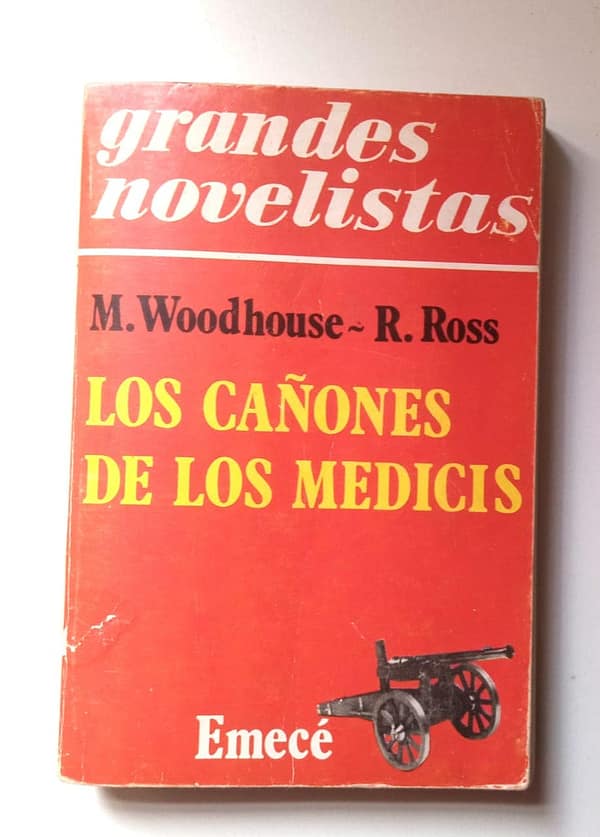 grandes
novelistas
M. Woodhouse ~ R. Ross
LOS CAÑONES
DE LOS MEDICIS
Emecé